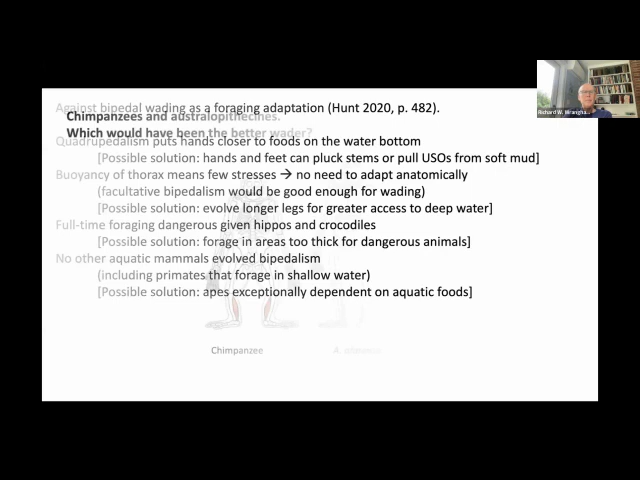 Against bipedal wading as a foraging adaptation (Hunt 2020, p. 482).
Chimpanzees and australopithecines.
Which would have been the better wader?
Quadrupedalism puts hands closer to foods on the water bottom
[Possible solution: hands and feet can pluck stems or pull USOs from soft mud]
Buoyancy of thorax means few stresses → no need to adapt anatomically
(facultative bipedalism would be good enough for wading)
[Possible solution: evolve longer legs for greater access to deep water]
Full-time foraging dangerous given hippos and crocodiles
[Possible solution: forage in areas too thick for dangerous animals]
No other aquatic mammals evolved bipedalism
(including primates that forage in shallow water)
[Possible solution: apes exceptionally dependent on aquatic foods]
Chimpanzee
A.
Richard W. Wrangha...